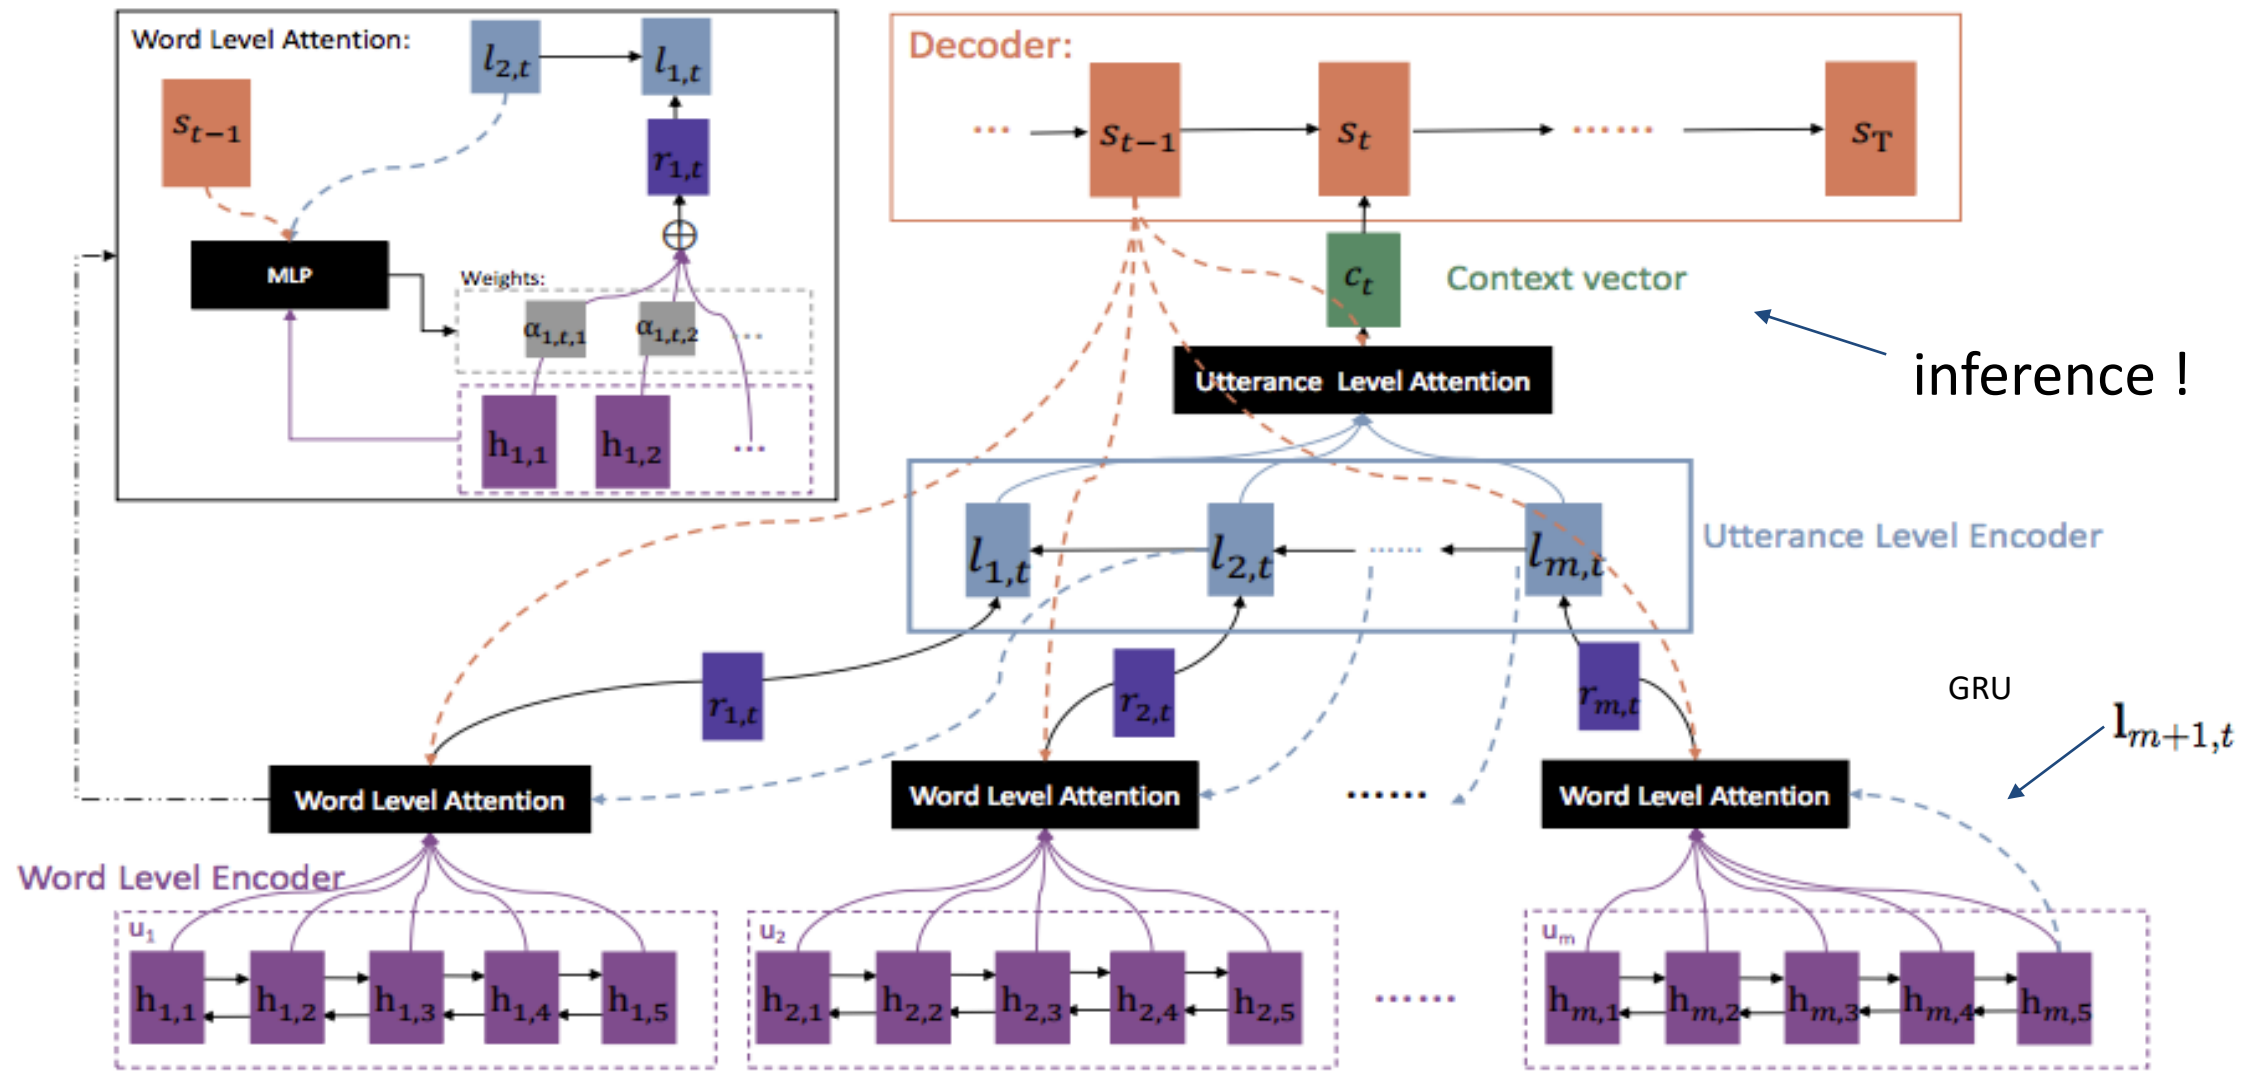 Word Level Attention:
l2,t
l1,t
st−1
r1,t
MLP
Weights:
α1,t,1
α1,t,2
...
h1,1
h1,2
...
Decoder:
...
st−1
st
......
sT
ct
Context vector
inference !
Utterance Level Attention
l1,t
l2,t
......
lm,t
Utterance Level Encoder
r1,t
r2,t
rm,t
GRU
lm+1,t
Word Level Attention
Word Level Attention
......
Word Level Attention
Word Level Encoder
u1
h1,1
h1,2
h1,3
h1,4
h1,5
u2
h2,1
h2,2
h2,3
h2,4
h2,5
......
um
hm,1
hm,2
hm,3
hm,4
hm,5